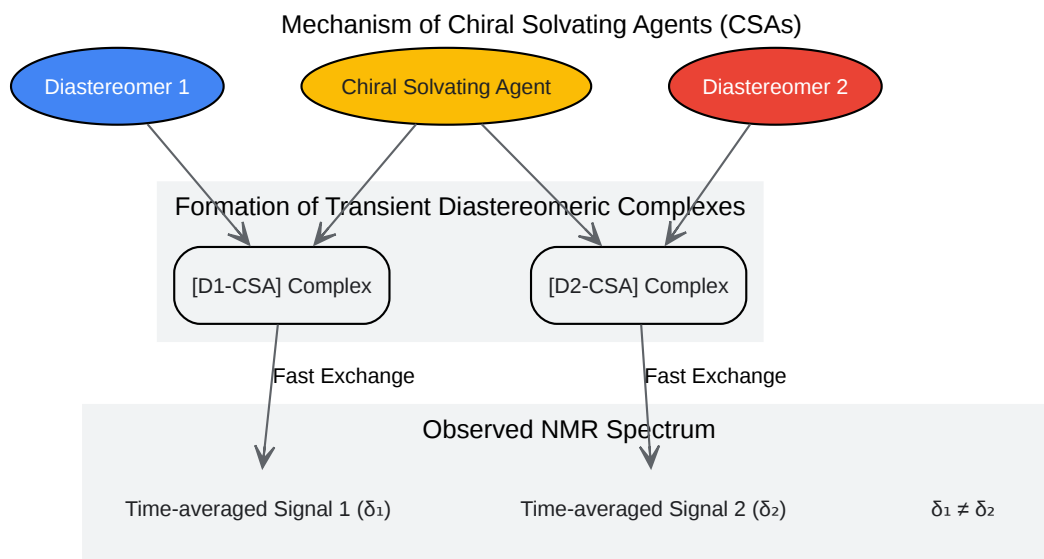 Mechanism of Chiral Solvating Agents (CSAs)
Diastereomer 1
Chiral Solvating Agent
Diastereomer 2
Formation of Transient Diastereomeric Complexes
[D1-CSA] Complex
[D2-CSA] Complex
Fast Exchange
Fast Exchange
Observed NMR Spectrum
Time-averaged Signal 1 (δ₁)
Time-averaged Signal 2 (δ₂)
δ₁ ≠ δ₂